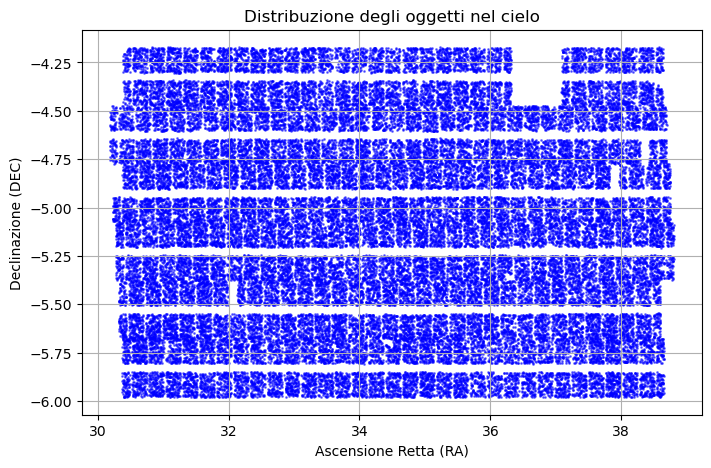 Distribuzione degli oggetti nel cielo
Declinazione (DEC)
−4.25
−4.50
−4.75
−5.00
−5.25
−5.50
−5.75
−6.00
30 32 34 36 38
Ascensione Retta (RA)